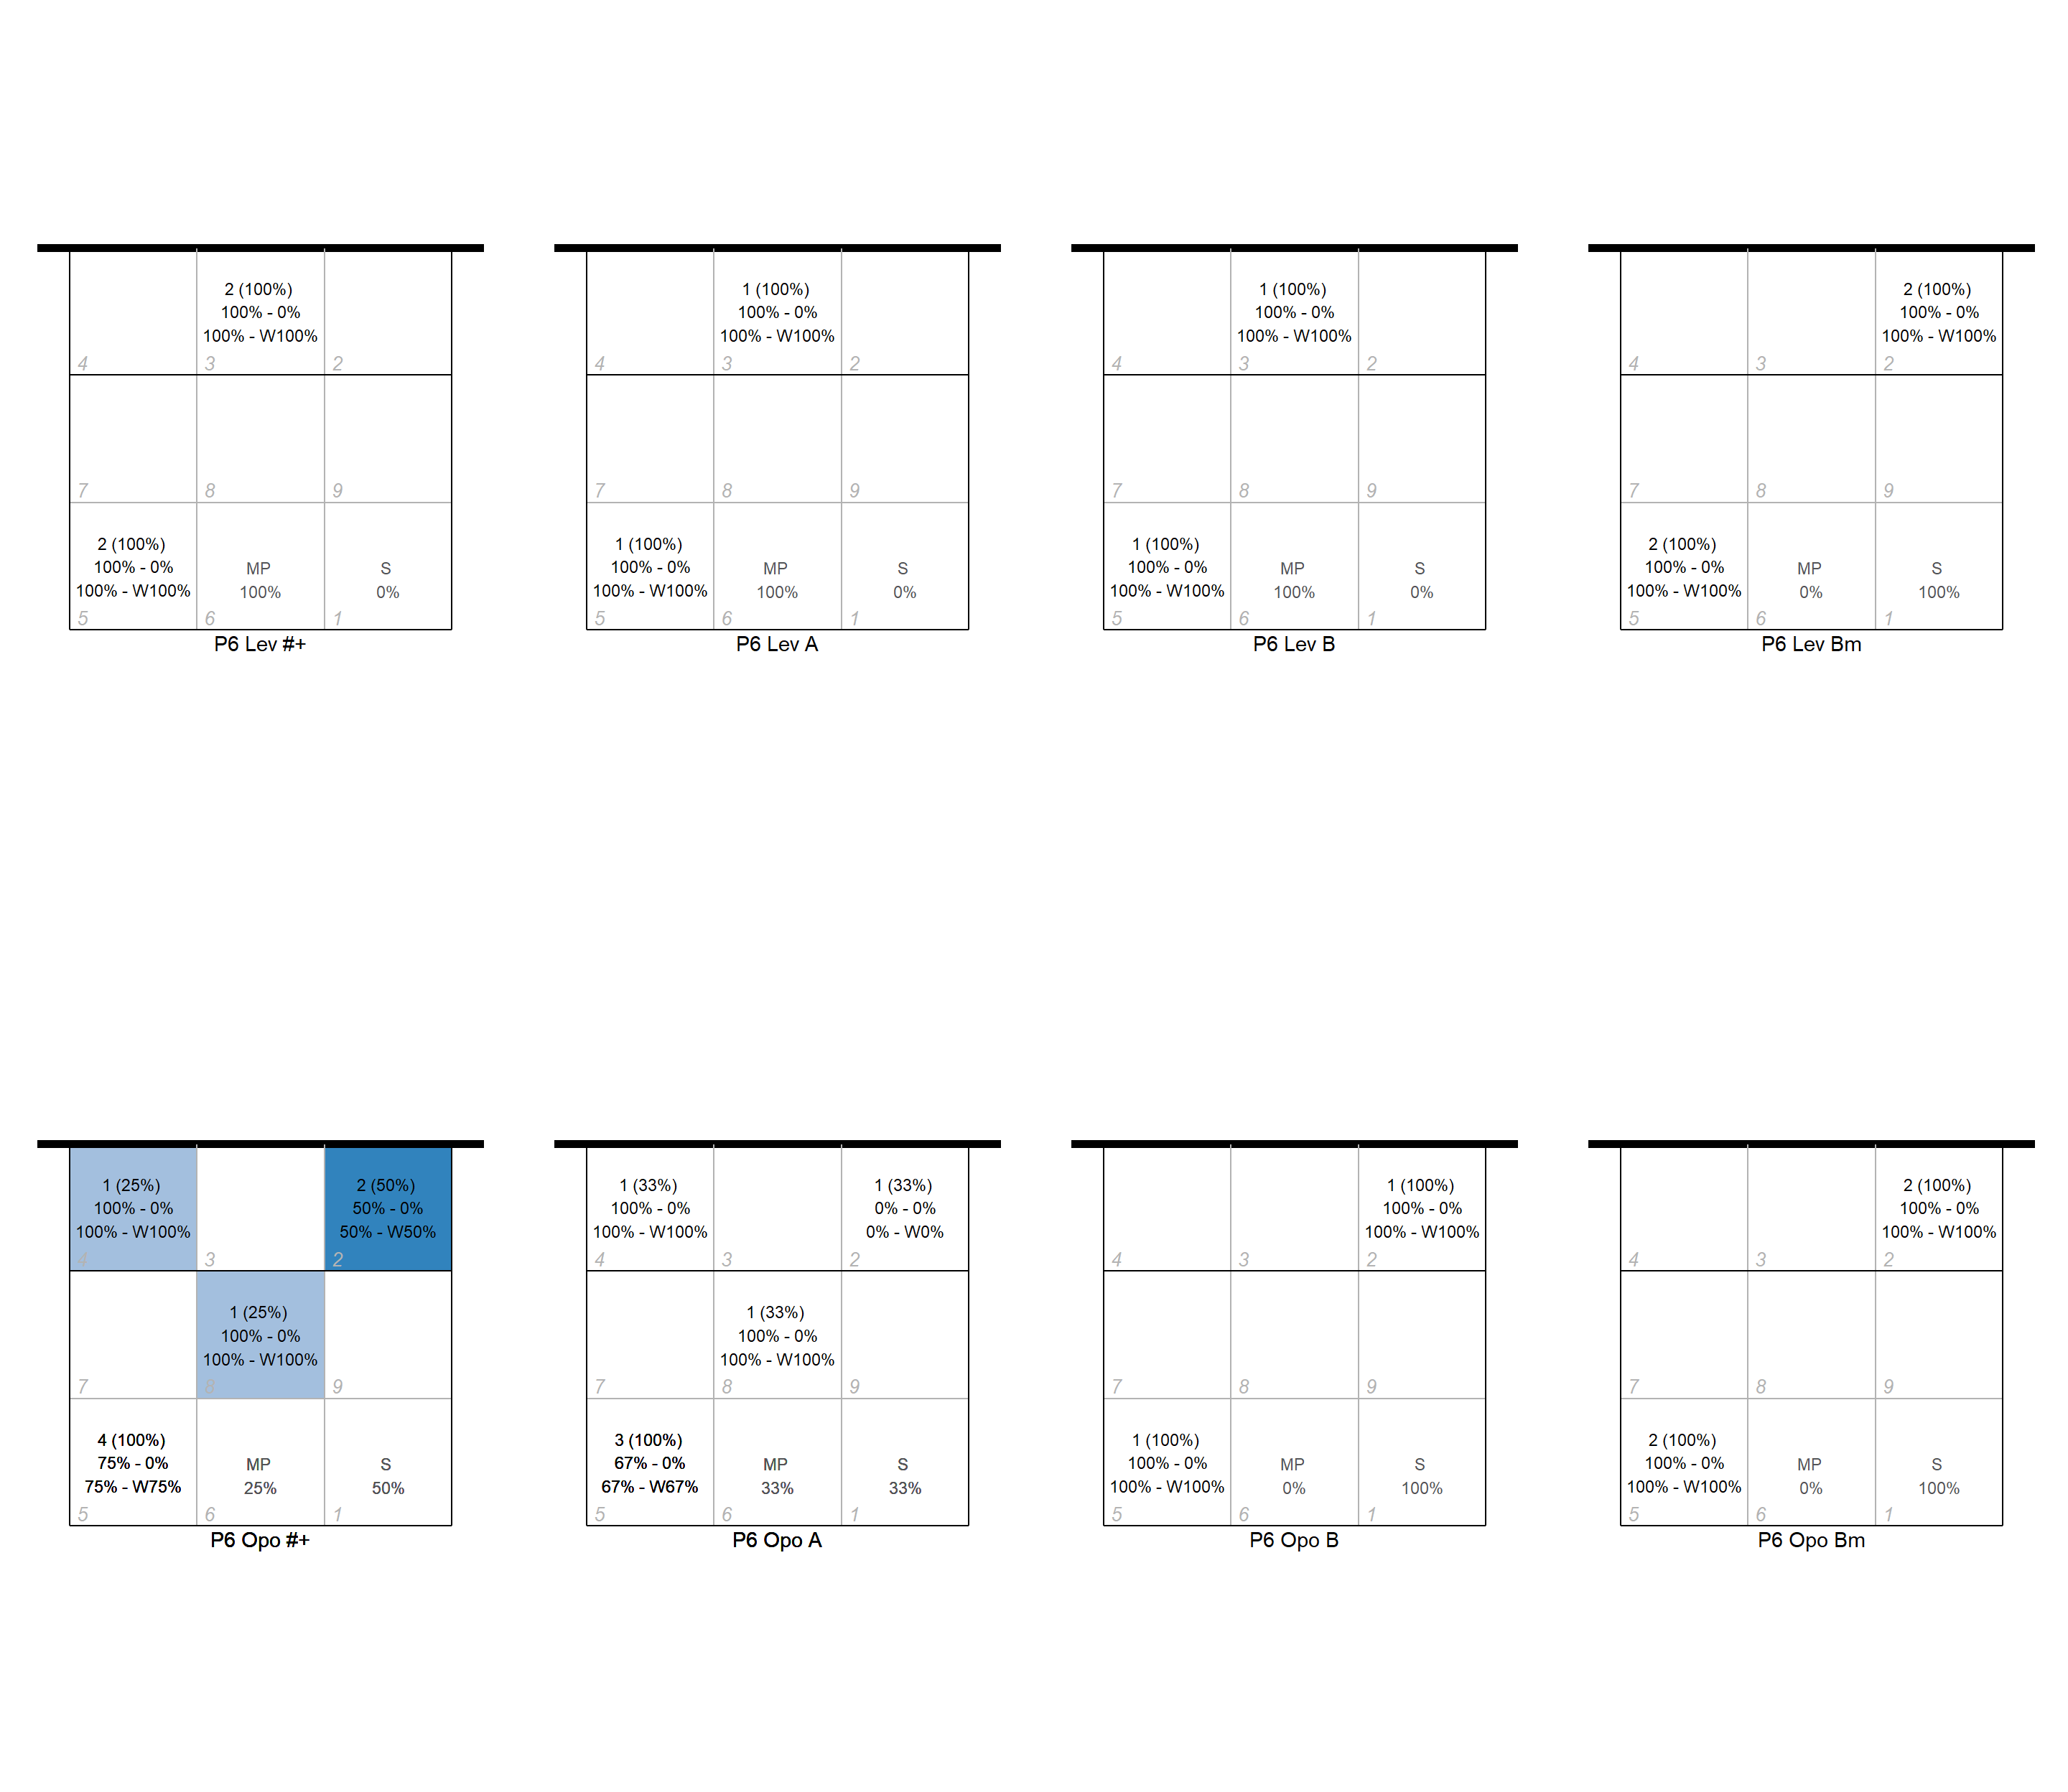 2 (100%)
100% - 0%
100% - W100%
4
3
2
7
8
9
2 (100%)
100% - 0%
100% - W100%
MP
100%
S
0%
5
6
1
P6 Lev #+
1 (100%)
100% - 0%
100% - W100%
4
3
2
7
8
9
1 (100%)
100% - 0%
100% - W100%
MP
100%
S
0%
5
6
1
P6 Lev A
1 (100%)
100% - 0%
100% - W100%
4
3
2
7
8
9
1 (100%)
100% - 0%
100% - W100%
MP
100%
S
0%
5
6
1
P6 Lev B
2 (100%)
100% - 0%
100% - W100%
4
3
2
7
8
9
2 (100%)
100% - 0%
100% - W100%
MP
0%
S
100%
5
6
1
P6 Lev Bm
1 (25%)
100% - 0%
100% - W100%
2 (50%)
50% - 0%
50% - W50%
4
3
2
1 (25%)
100% - 0%
100% - W100%
7
8
9
4 (100%)
75% - 0%
75% - W75%
MP
25%
S
50%
5
6
1
P6 Opo #+
1 (33%)
100% - 0%
100% - W100%
1 (33%)
0% - 0%
0% - W0%
4
3
2
1 (33%)
100% - 0%
100% - W100%
7
8
9
3 (100%)
67% - 0%
67% - W67%
MP
33%
S
33%
5
6
1
P6 Opo A
1 (100%)
100% - 0%
100% - W100%
4
3
2
7
8
9
1 (100%)
100% - 0%
100% - W100%
MP
0%
S
100%
5
6
1
P6 Opo B
2 (100%)
100% - 0%
100% - W100%
4
3
2
7
8
9
2 (100%)
100% - 0%
100% - W100%
MP
0%
S
100%
5
6
1
P6 Opo Bm